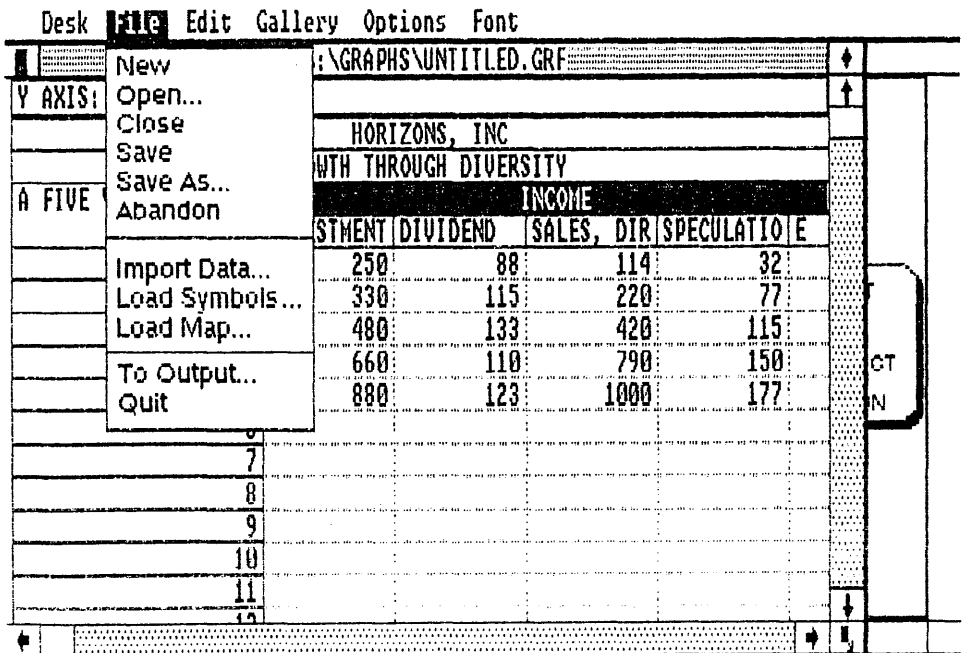 Desk File Edit Gallery Options Font
:\GRAPHS\UNTITLED.GRF
Y AXIS:
New
Open...
Close
Save
Save As...
Abandon
Import Data...
Load Symbols...
Load Map...
To Output...
Quit
HORIZONS, INC
WTH THROUGH DIVERSITY
A FIVE
INCOME
STMENT DIVIDEND SALES, DIR SPECULATIO E
250 88 114 32
330 115 220 77
480 133 420 115
660 110 790 150
880 123 1000 177
7
8
9
10
11
T
CT
N